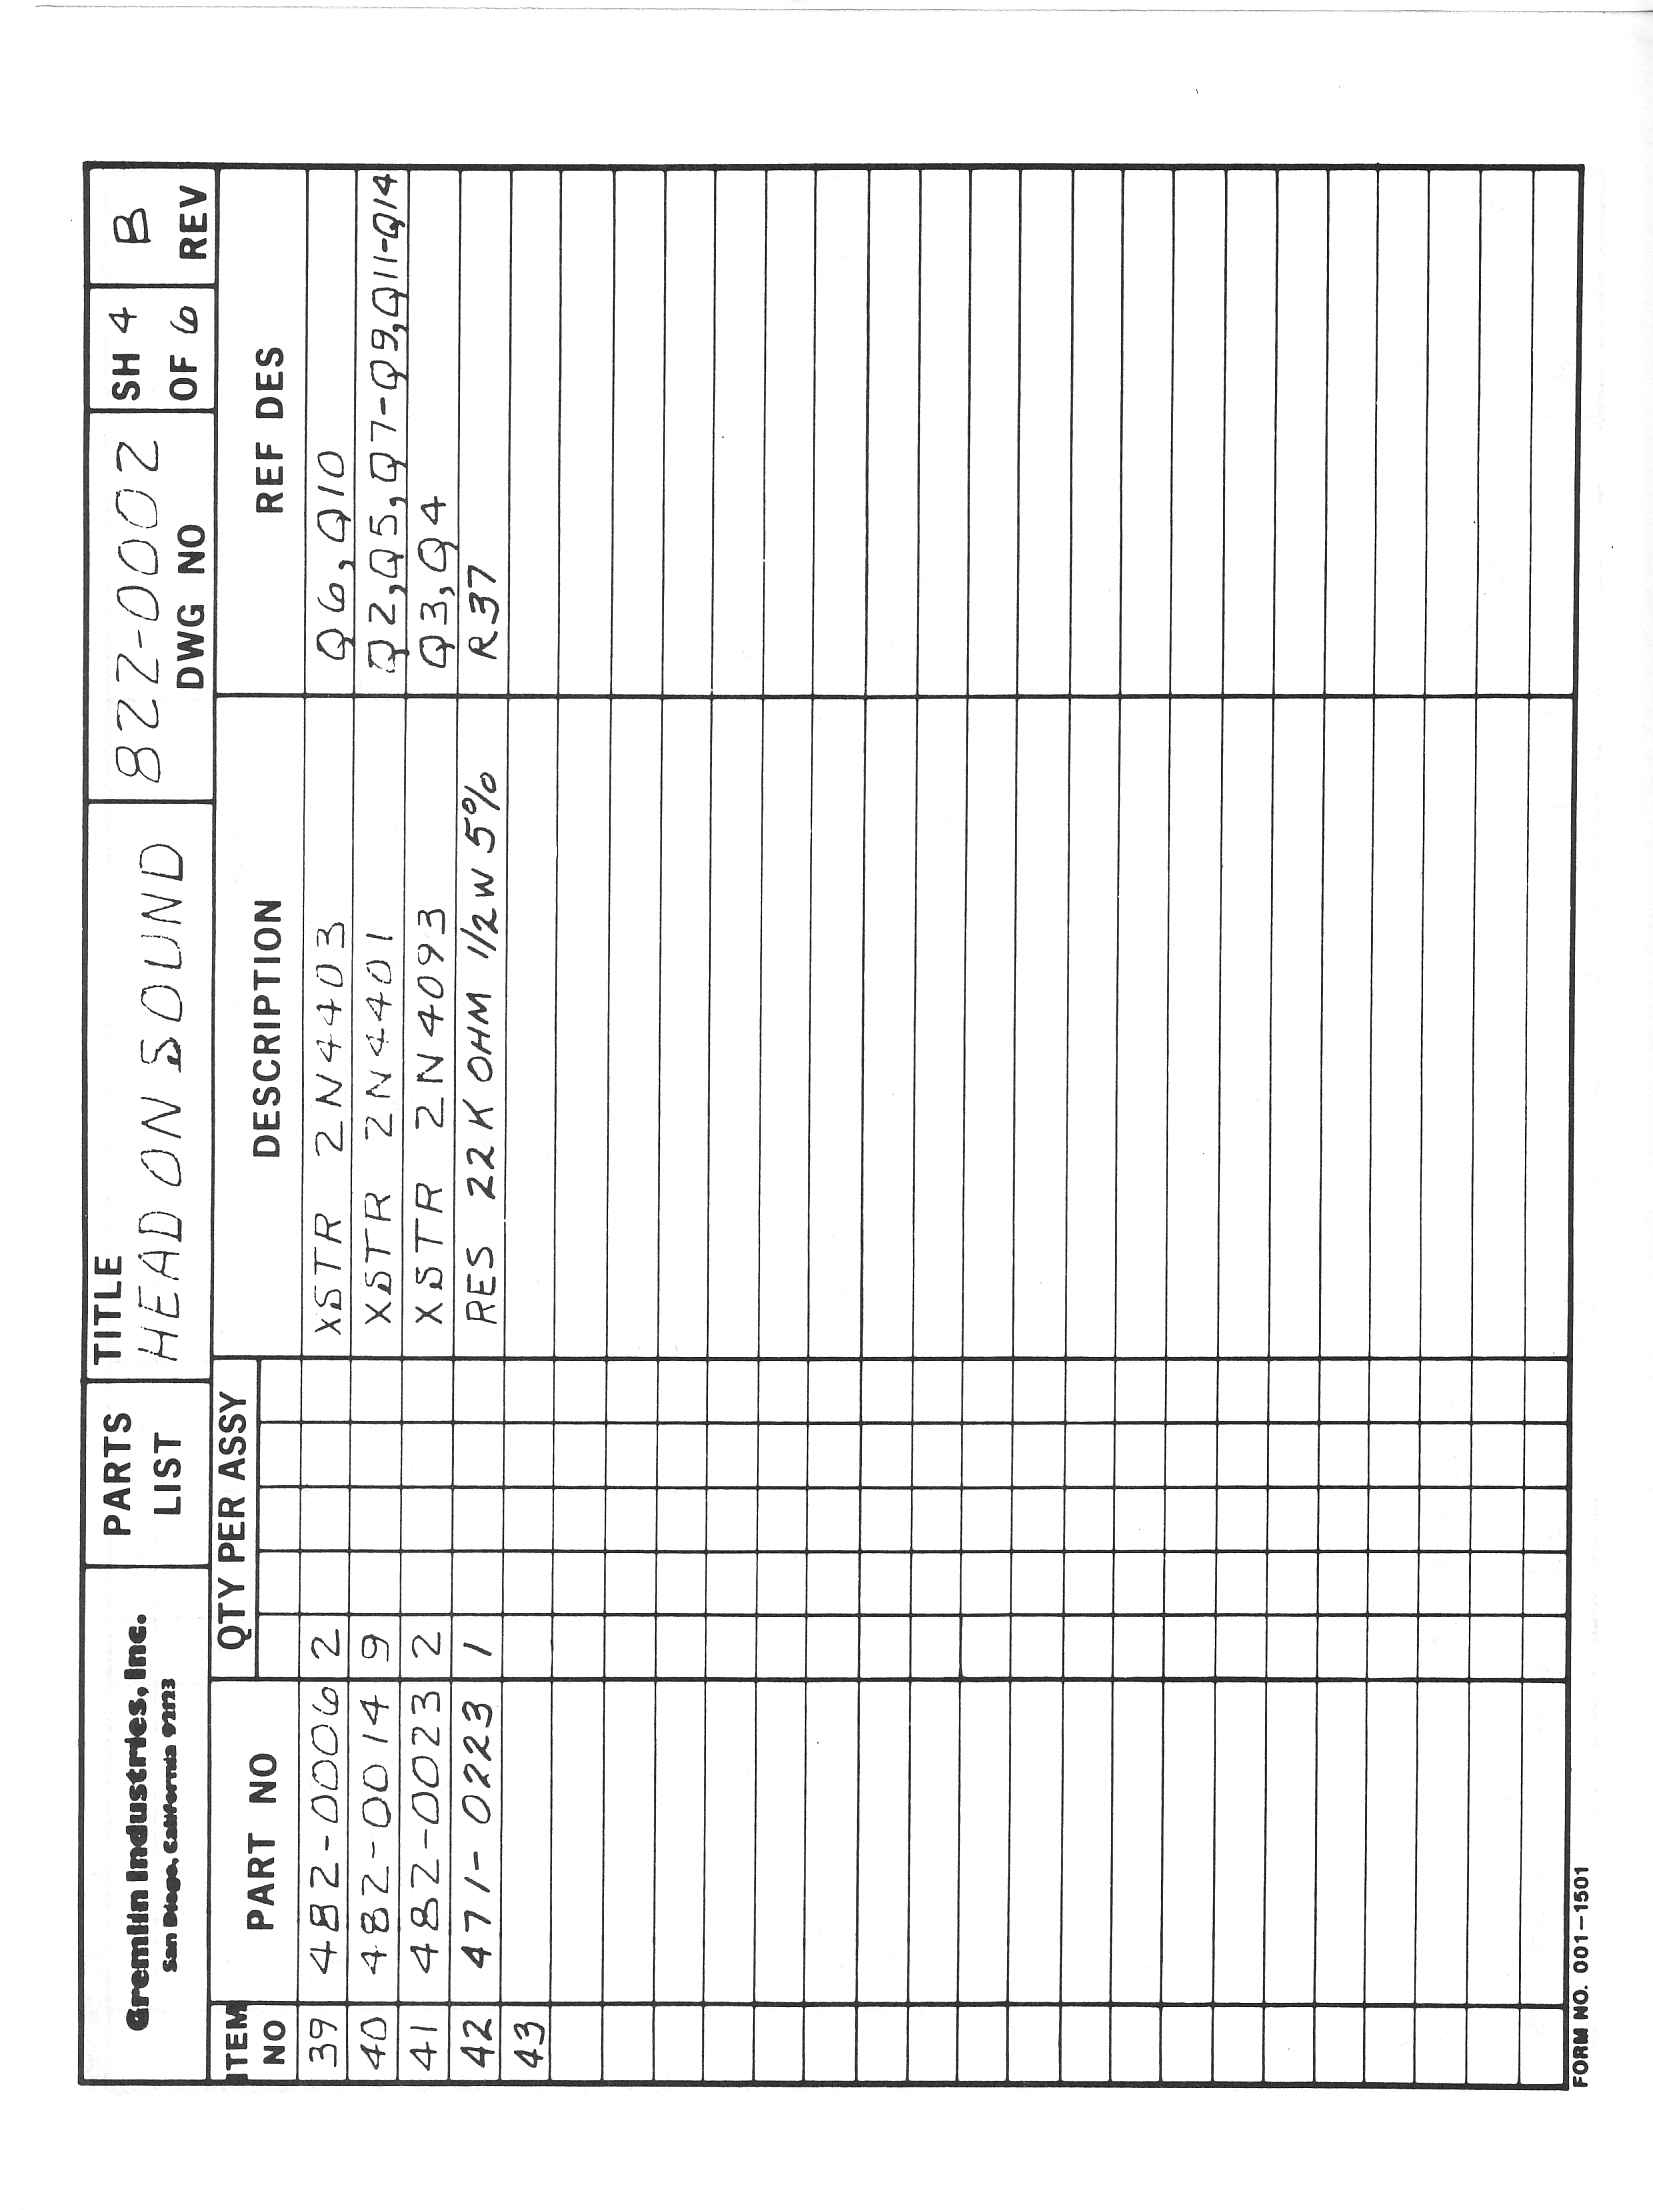 Gremlin Industries, Inc.
San Diego, California 92123
PARTS
LIST
TITLE
HEAD ON SOUND
822-0002
DWG NO
SH 4
OF 6
B
REV
ITEM
NO
PART NO
QTY PER ASSY
DESCRIPTION
REF DES
39 482-0006 2 XSTR 2N4403 Q6,Q10
40 482-0014 9 XSTR 2N4401 Q2,Q5,Q7-Q9,Q11-Q14
41 482-0023 2 XSTR 2N4093 Q3,Q4
42 471-0223 1 RES 22K OHM 1/2W 5% R37
43
FORM NO. 001-1501